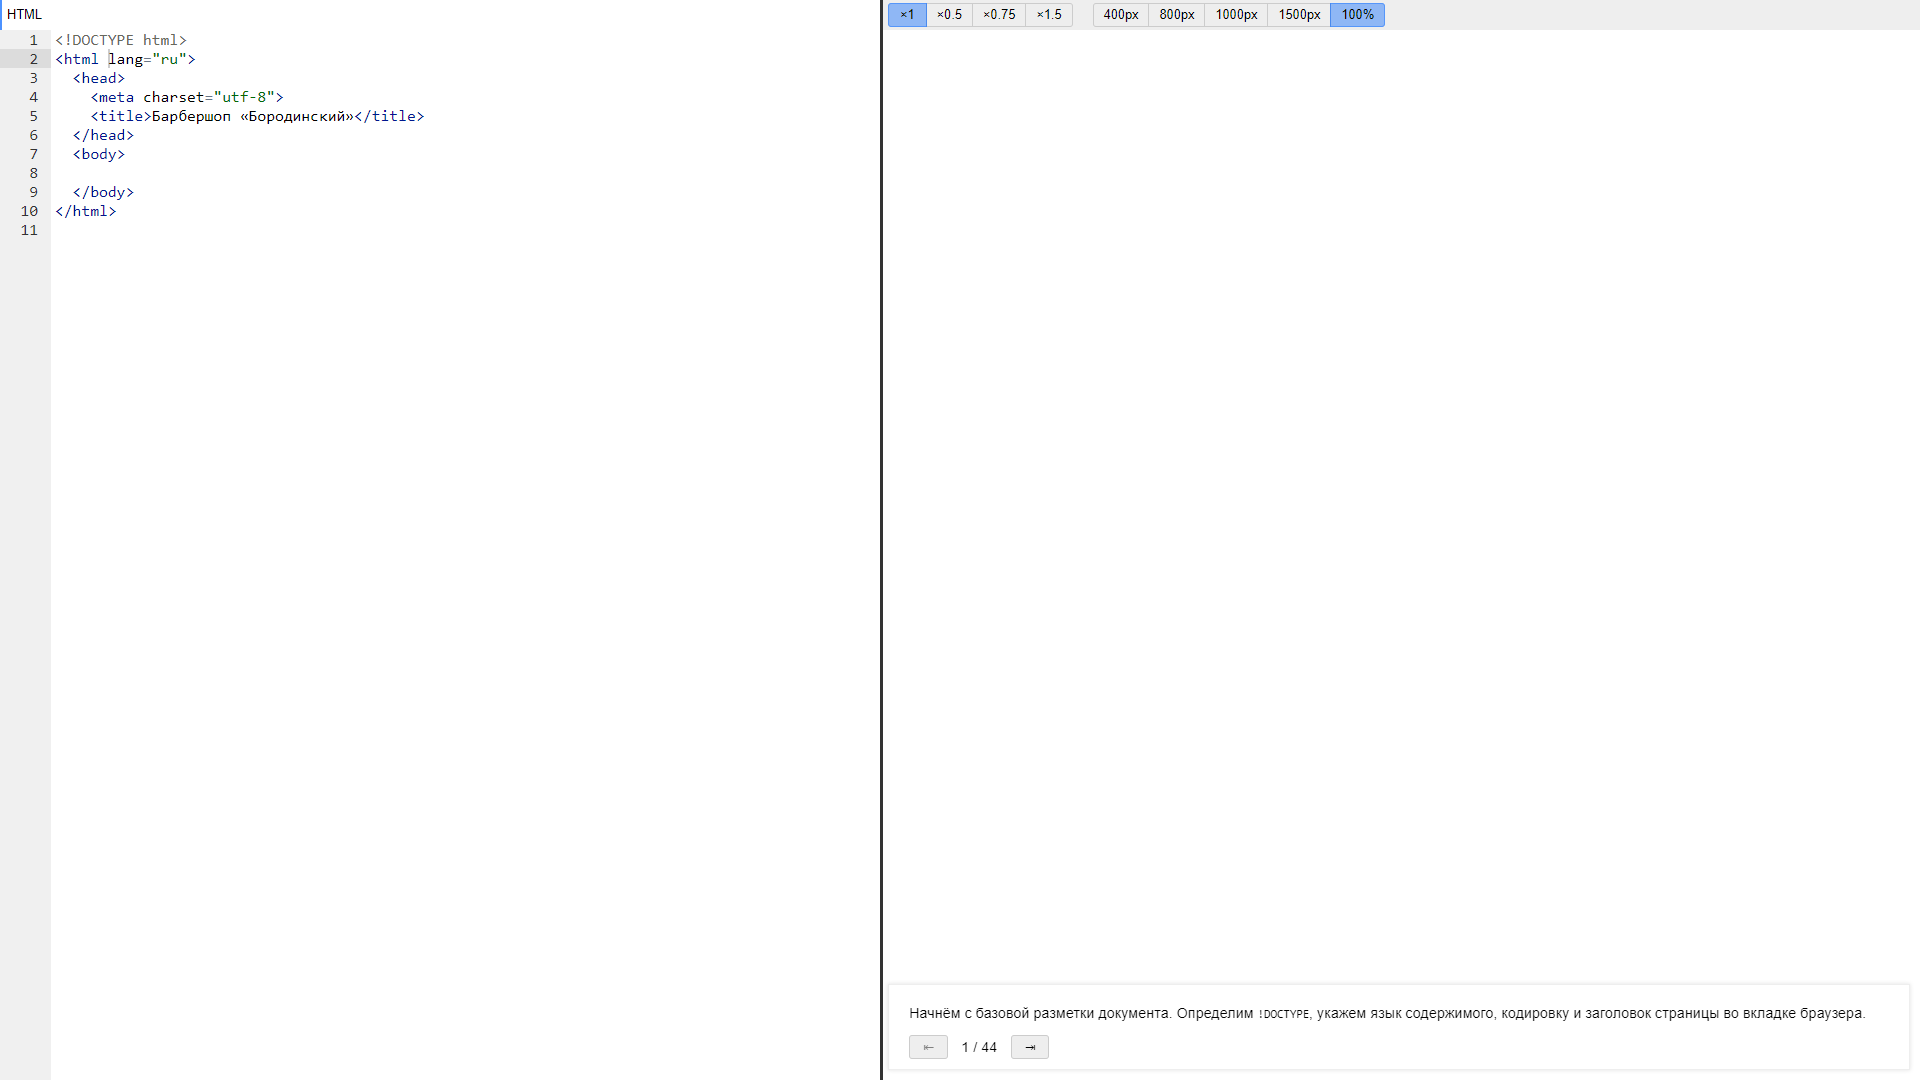 HTML
×1 ×0.5 ×0.75 ×1.5 400px 800px 1000px 1500px 100%
1 <!DOCTYPE html>
2 <html lang="ru">
3 <head>
4 <meta charset="utf-8">
5 <title>Барбершоп «Бородинский»</title>
6 </head>
7 <body>
8
9 </body>
10 </html>
11
Начнём с базовой разметки документа. Определим !DOCTYPE, укажем язык содержимого, кодировку и заголовок страницы во вкладке браузера.
⇤ 1 / 44 ⇥